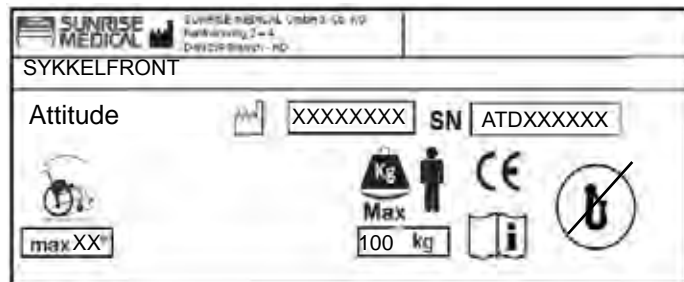 SUNRISE
MEDICAL
SYKKELFRONT
Attitude
XXXXXXXX SN ATDXXXXXX
Kg
Max
100 kg
max XX°
CE
i